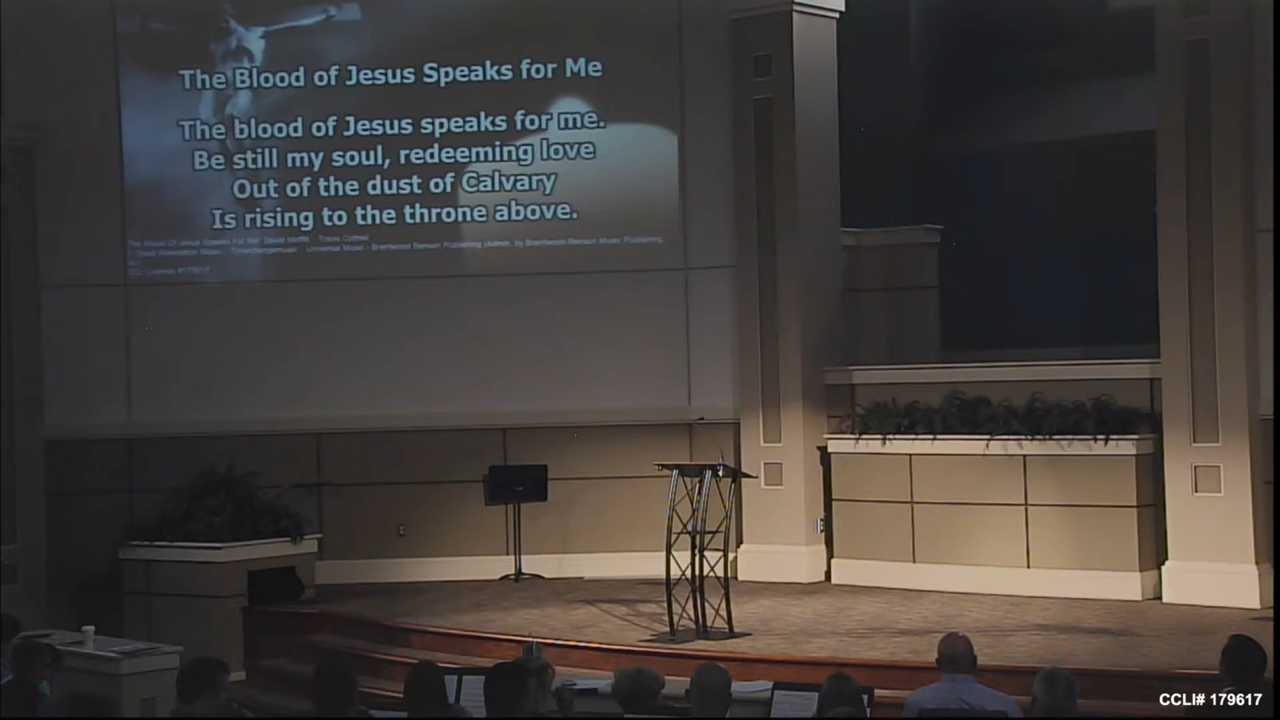 The Blood of Jesus Speaks for Me
The blood of Jesus speaks for me.
Be still my soul, redeeming love
Out of the dust of Calvary
Is rising to the throne above.
CCLI# 179617